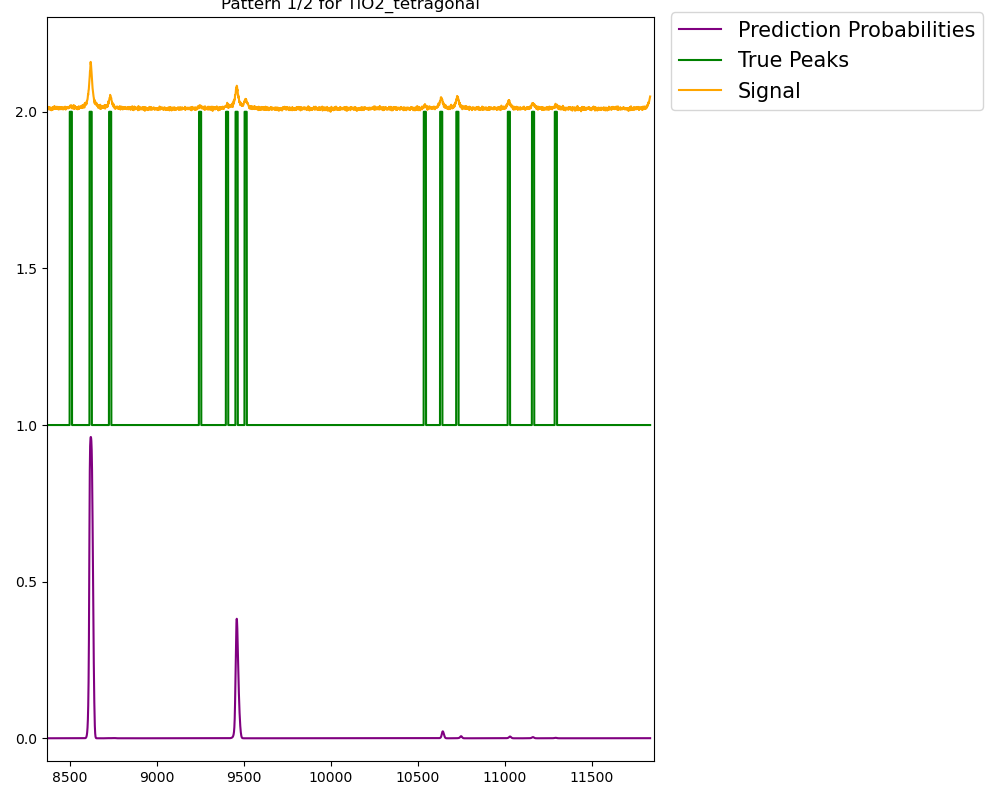 Pattern 1/2 for TiO2_tetragonal
Prediction Probabilities
True Peaks
Signal
2.0
1.5
1.0
0.5
0.0
8500 9000 9500 10000 10500 11000 11500